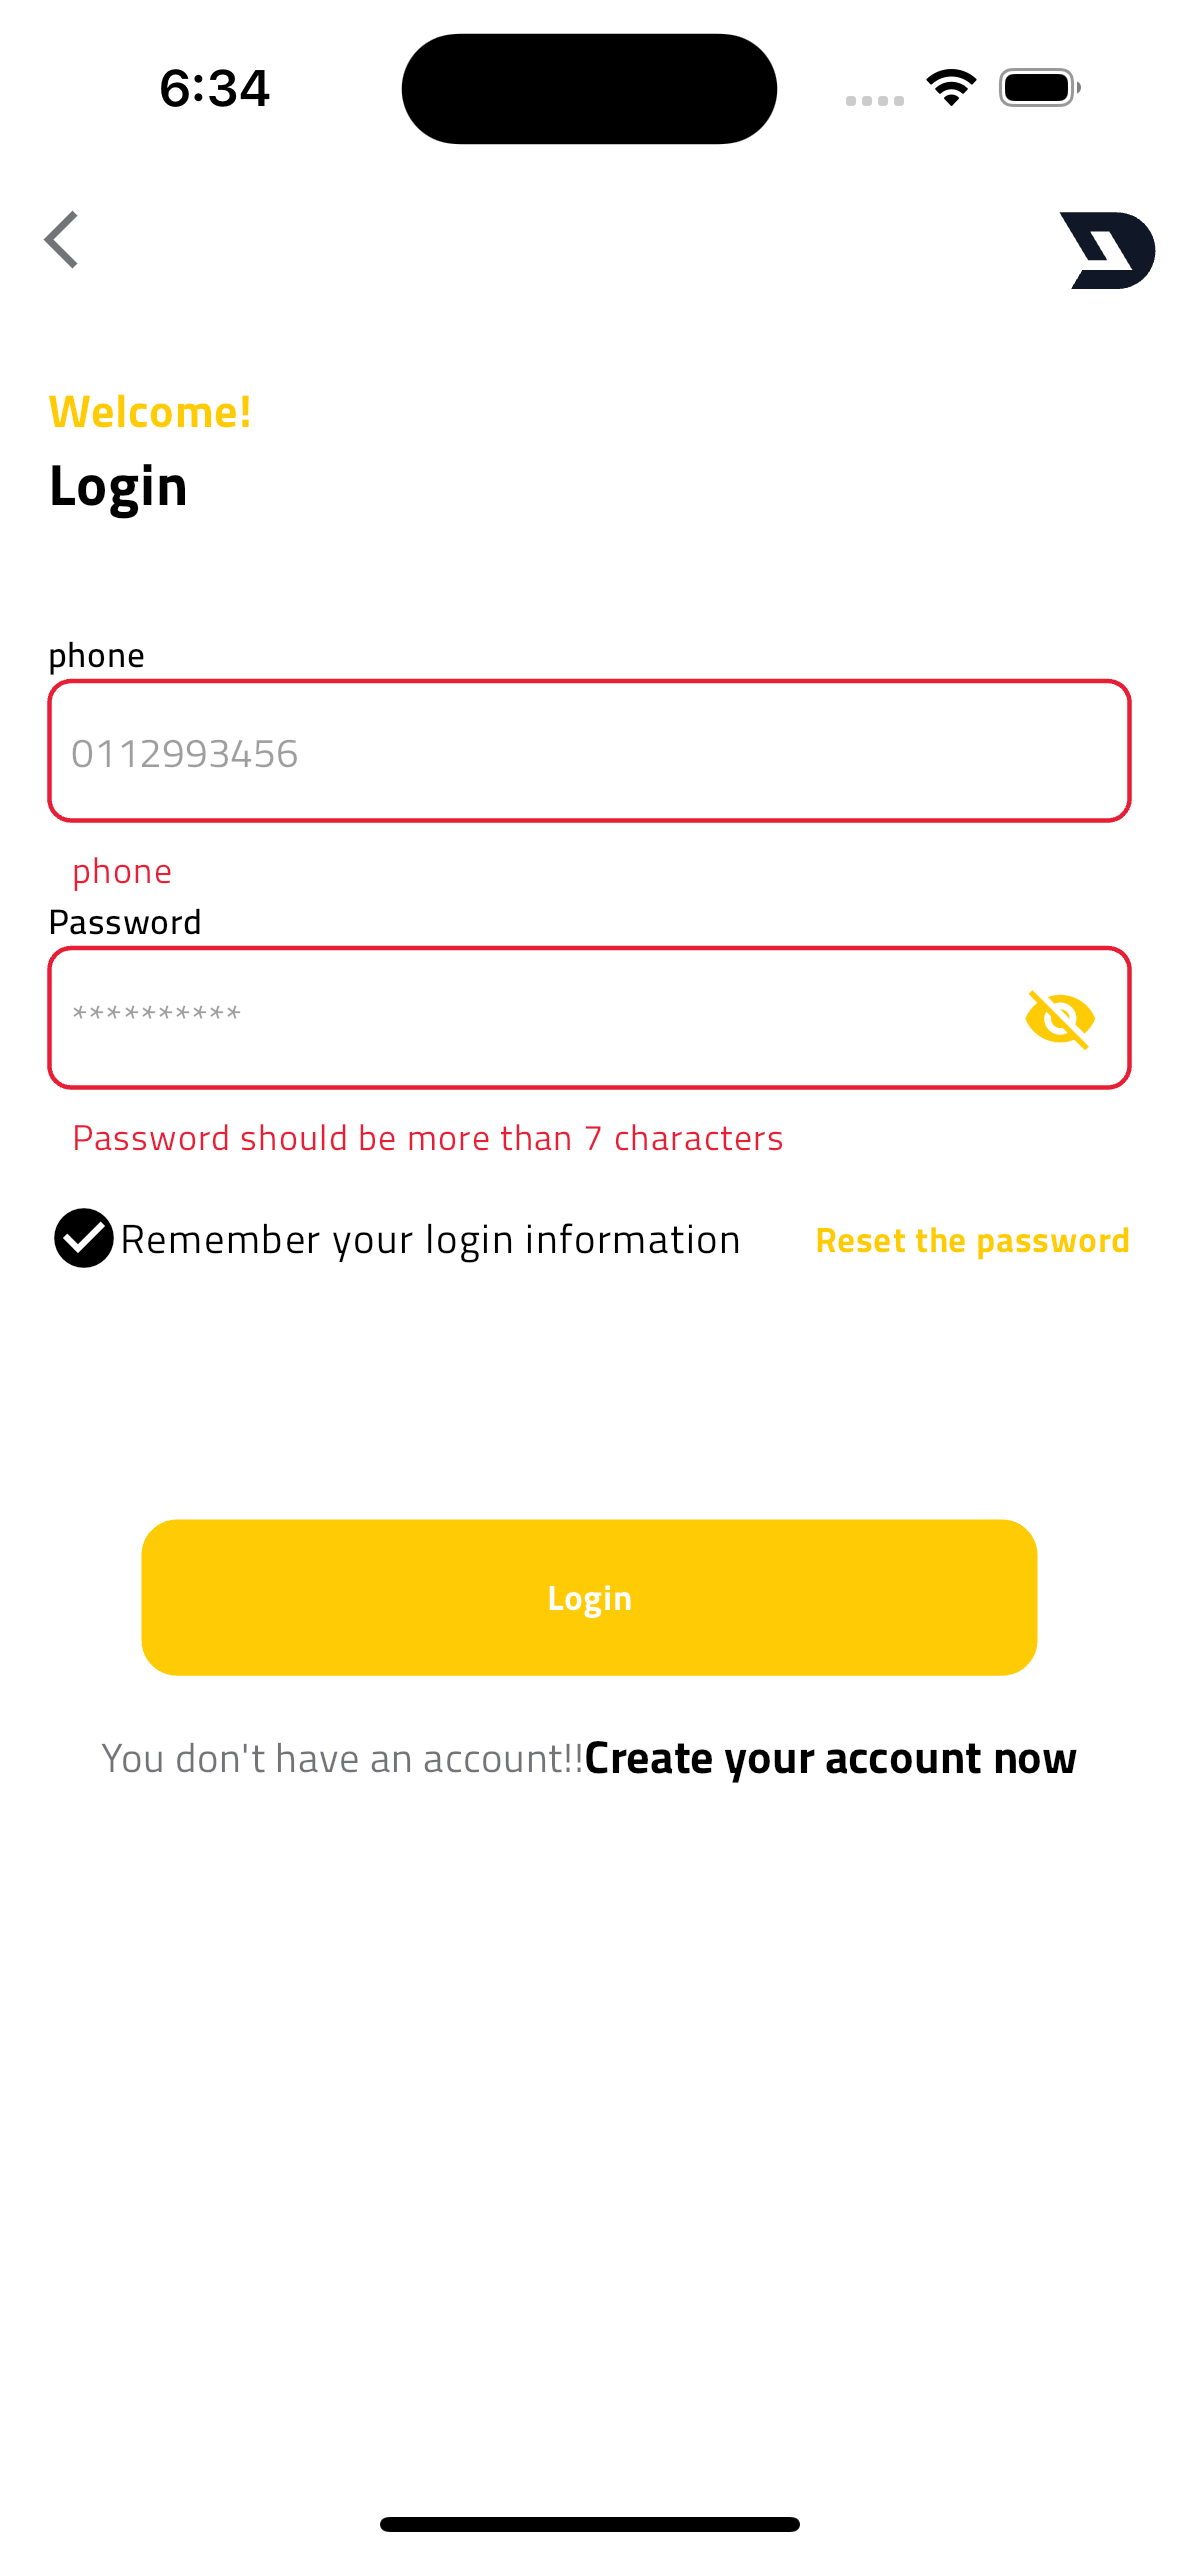 6:34
Welcome!
Login
phone
0112993456
phone
Password
**********
Password should be more than 7 characters
Remember your login information Reset the password
Login
You don't have an account!!Create your account now